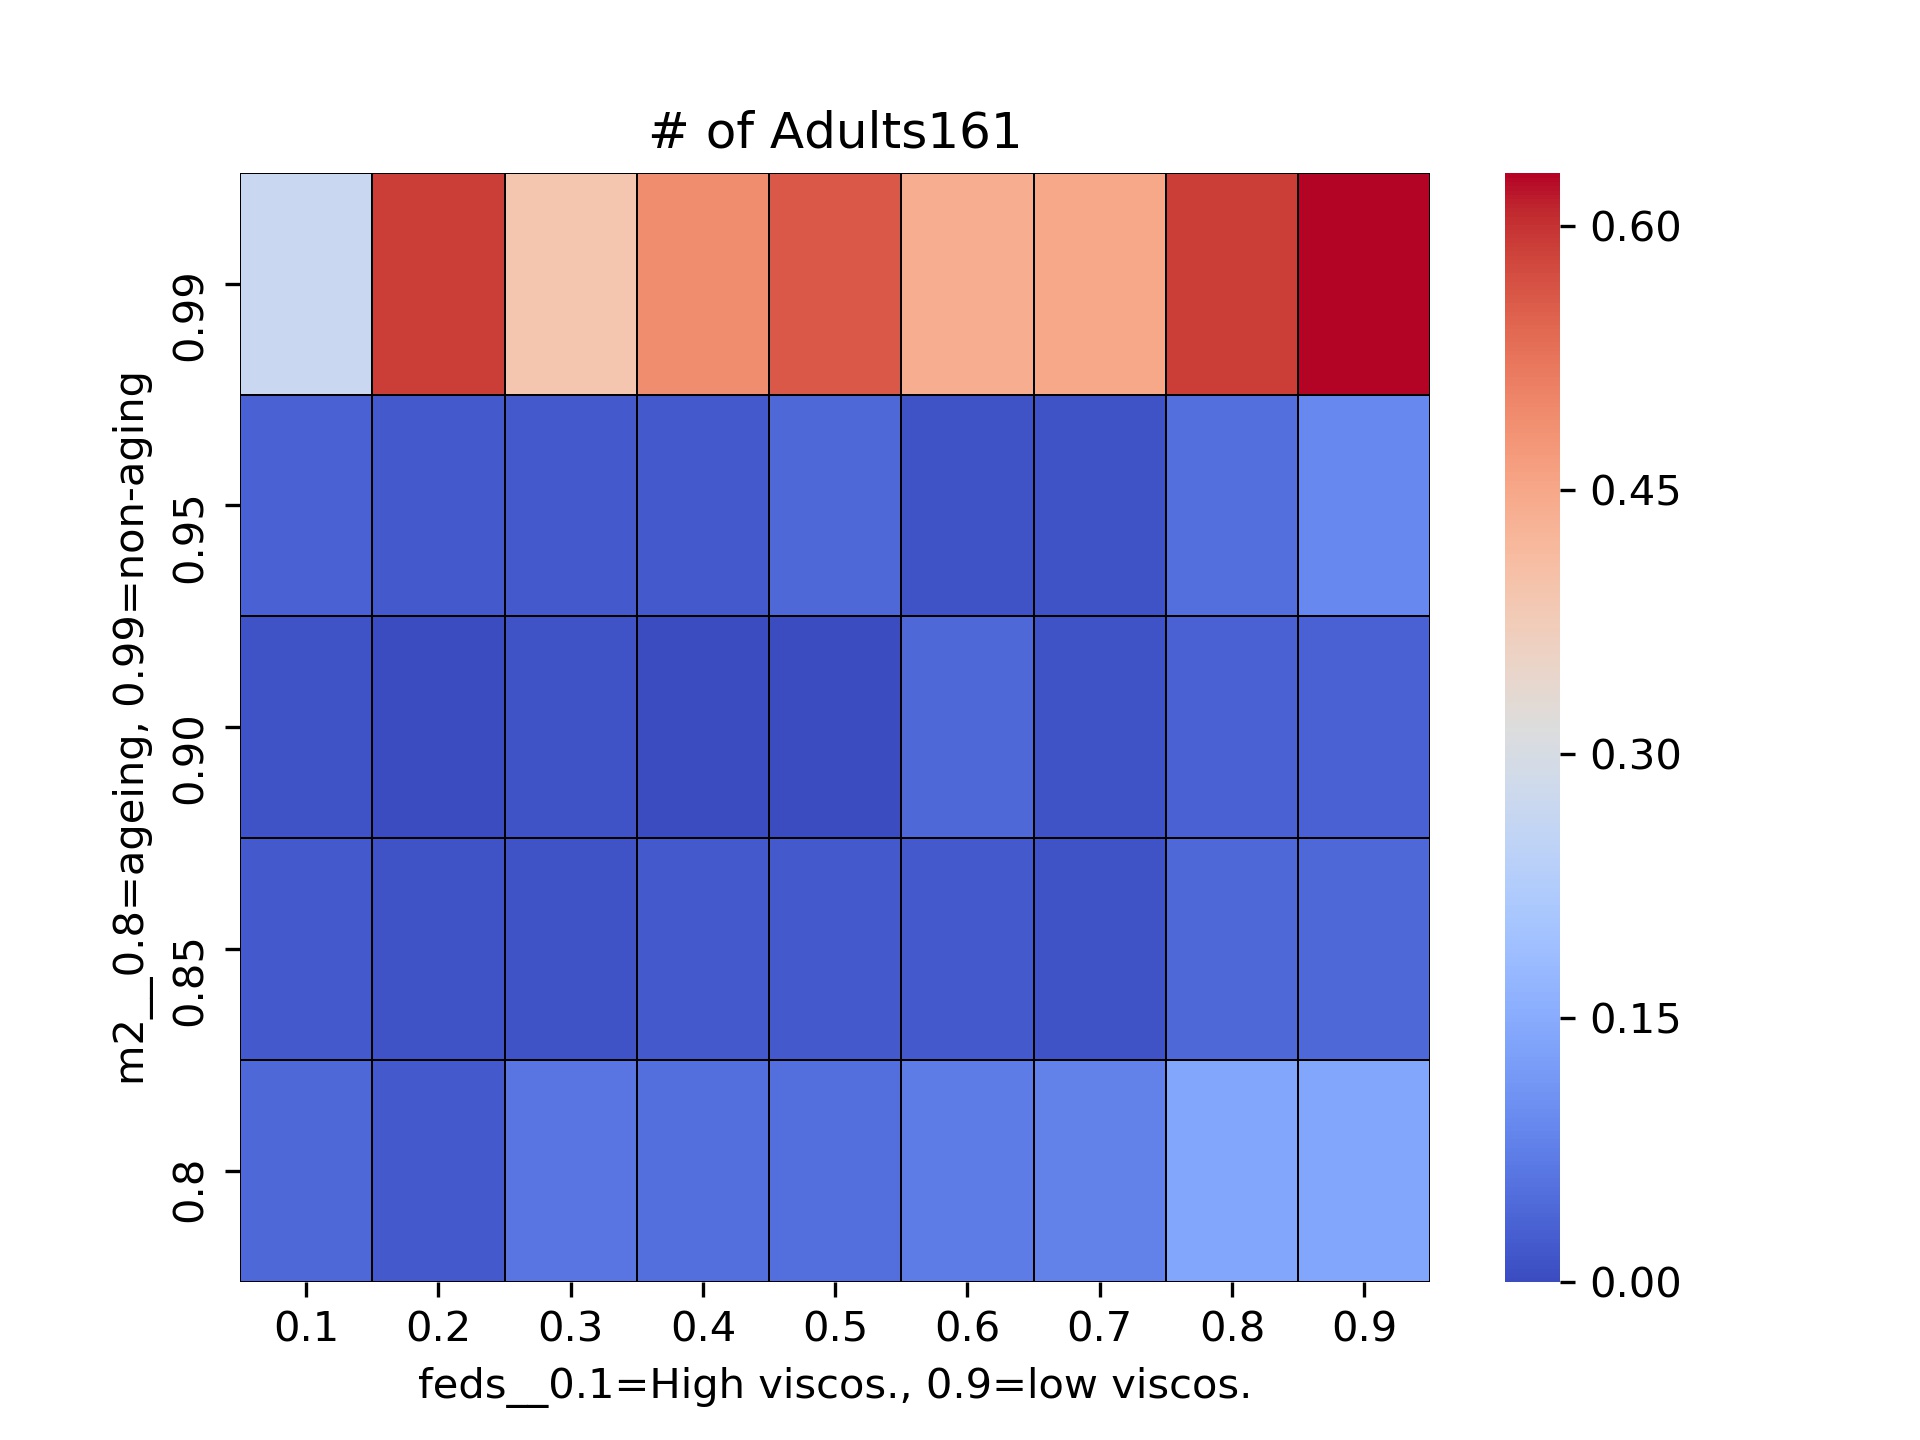 # of Adults161
m2__0.8=ageing, 0.99=non-aging
0.99
0.95
0.90
0.85
0.8
0.1 0.2 0.3 0.4 0.5 0.6 0.7 0.8 0.9
feds__0.1=High viscos., 0.9=low viscos.
0.60
0.45
0.30
0.15
0.00